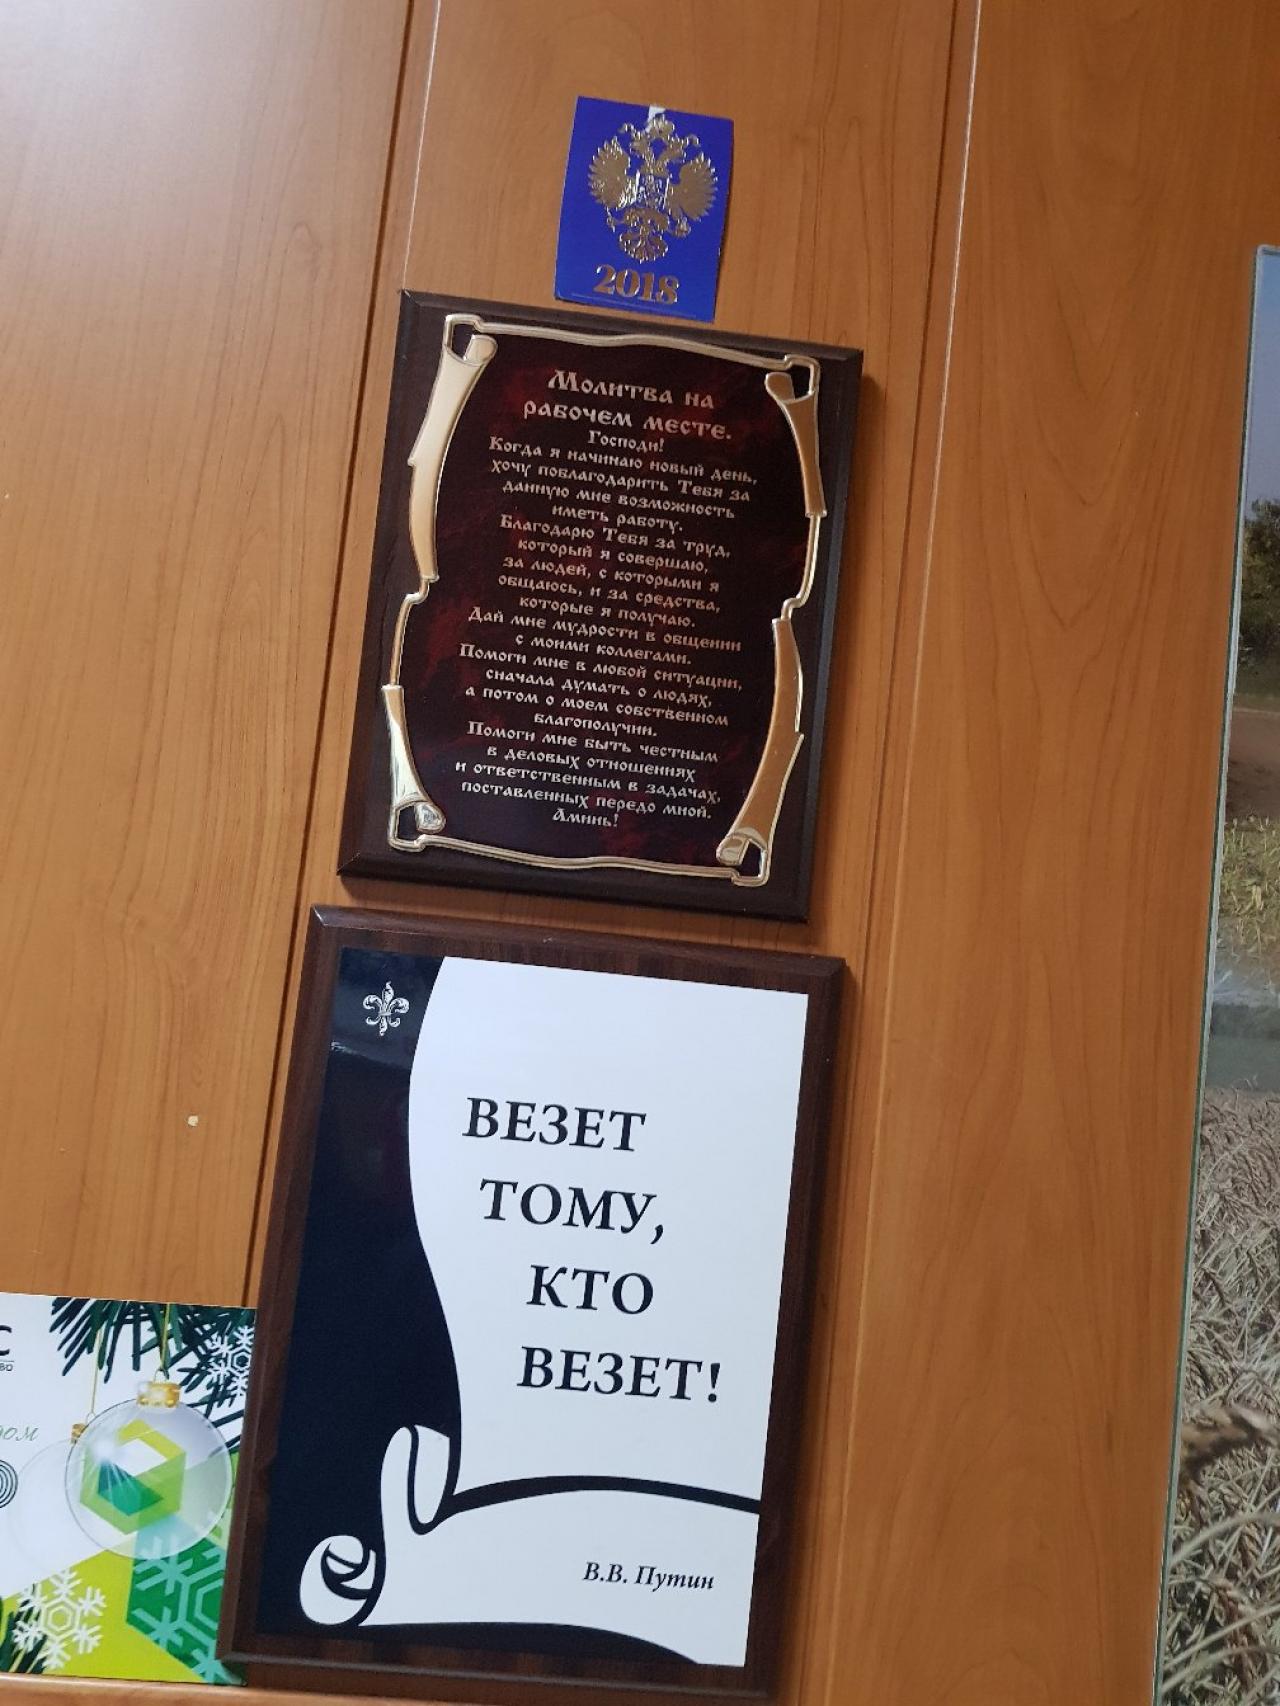 2018
Молитва на
рабочем месте.
Господи!
Когда я начинаю новый день,
хочу поблагодарить Тебя за
данную мне возможность
иметь работу.
Благодарю Тебя за труд,
который я совершаю,
за людей, с которыми я
общаюсь, и за средства,
которые я получаю.
Дай мне мудрости в общении
с моими коллегами.
Помоги мне в любой ситуации,
сначала думать о людях,
а потом о моем собственном
благополучии.
Помоги мне быть честным
в деловых отношениях
и ответственным в задачах,
поставленных передо мной.
Аминь!
ВЕЗЕТ
ТОМУ,
КТО
ВЕЗЕТ!
В.В. Путин